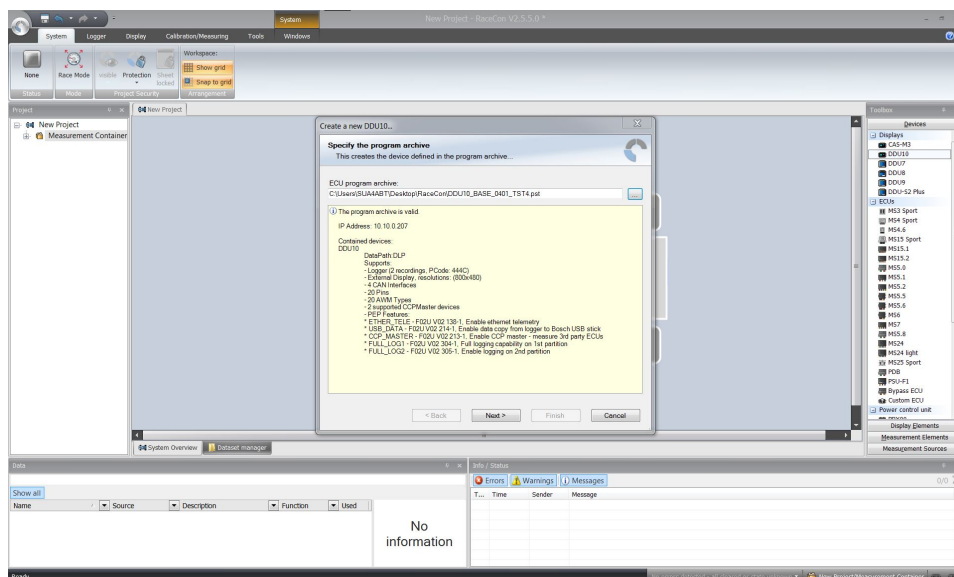 System
New Project - RaceCon V2,5.5.0 *
System
Logger
Display
Calibration/Measuring
Tools
Windows
None
Race Mode
visible
Protection
Sheet locked
Workspace:
Show grid
Snap to grid
Status
Mode
Project Security
Arrangement
Project
New Project
Measurement Container
New Project
Create a new DDU10...
Specify the program archive
This creates the device defined in the program archive...
ECU program archive:
C:\Users\SUA4ABT\Desktop\RaceCon\DDU10_BASE_0401_TST4.pst
...
The program archive is valid
IP Address: 10.10.0.207
Contained devices:
DDU10
DataPath:DLP
Supports:
- Logger (2 recordings, PCode: 444C)
- External Display, resolutions: (800x480)
- 4 CAN Interfaces
- 20 Pins
- 20 AWM Types
- 2 supported CCPMaster devices
- PEP Features:
* ETHER_TELE - F02U V02 138-1, Enable ethernet telemetry
* USB_DATA - F02U V02 214-1, Enable data copy from logger to Bosch USB stick
* CCP_MASTER - F02U V02 213-1, Enable CCP master - measure 3rd party ECUs
* FULL_LOG1 - F02U V02 304-1, Full logging capability on 1st partition
* FULL_LOG2 - F02U V02 305-1, Enable logging on 2nd partition
< Back
Next >
Finish
Cancel
System Overview
Dataset manager
Toolbox
Devices
Displays
CAS-M3
DDU10
DDU7
DDU8
DDU9
DDU-S2 Plus
ECUs
MS3 Sport
MS4 Sport
MS4.6
MS15 Sport
MS15.1
MS15.2
MS5.0
MS5.1
MS5.2
MS5.5
MS5.6
MS6
MS7
MS5.8
MS24
MS24 light
MS25 Sport
PDB
PSU-F1
Bypass ECU
Custom ECU
Power control unit
Display Elements
Measurement Elements
Measurement Sources
Data
Show all
Name
Source
Description
Function
Used
No information
Info / Status
Errors
Warnings
Messages
0/0
T...
Time
Sender
Message
Ready
New Project/Measurement Container